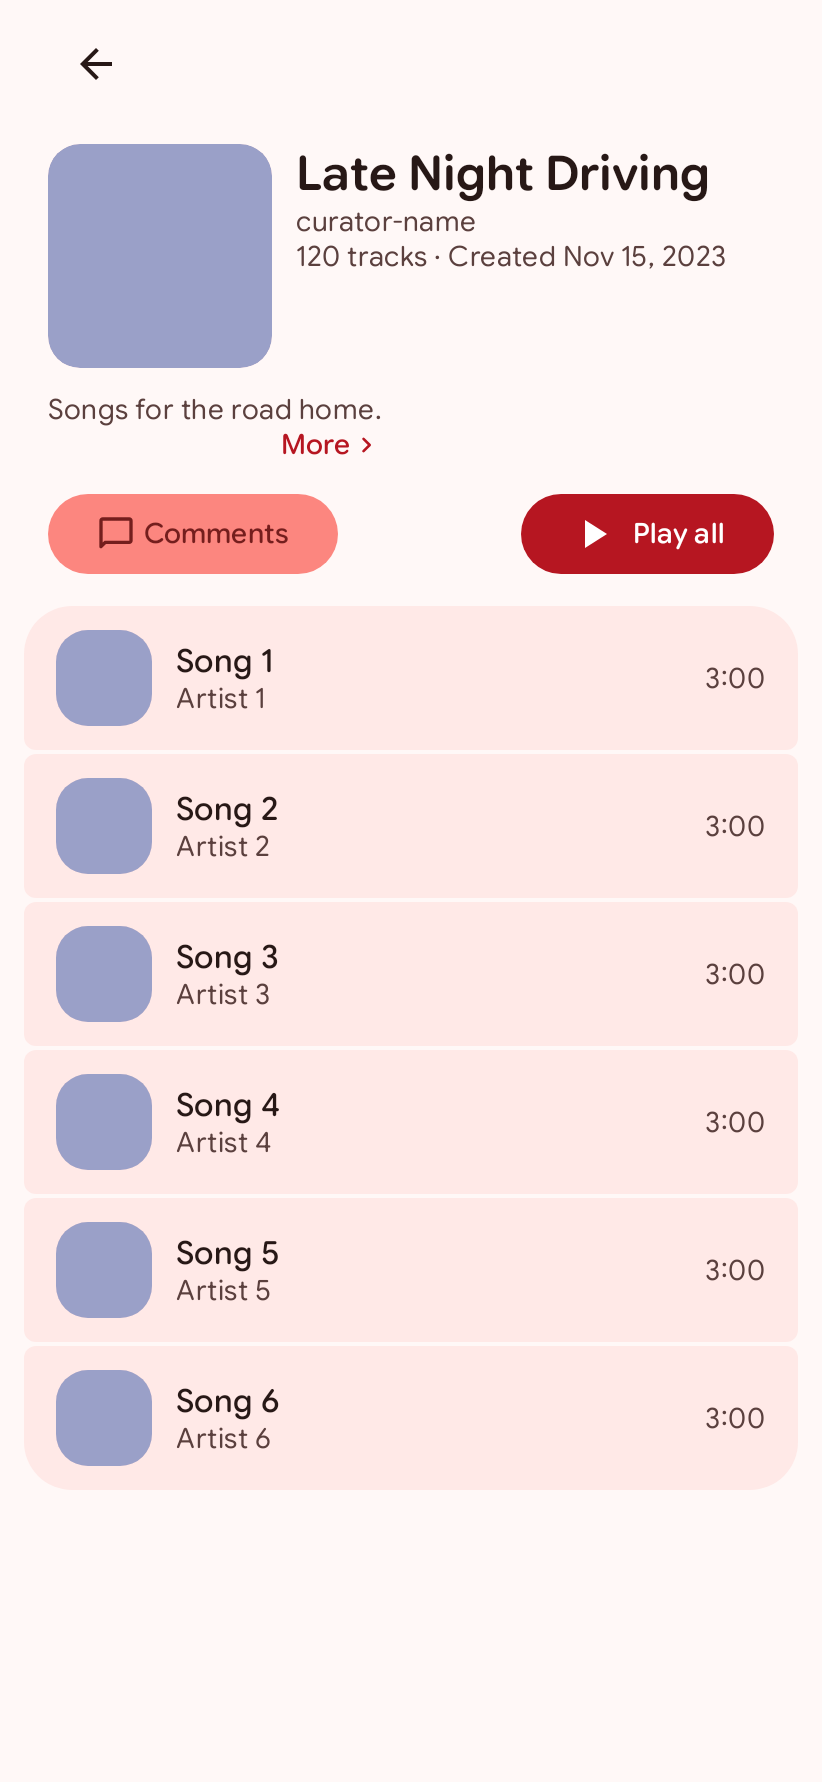 Late Night Driving
curator-name
120 tracks · Created Nov 15, 2023
Songs for the road home.
More
Comments
Play all
Song 1
Artist 1
3:00
Song 2
Artist 2
3:00
Song 3
Artist 3
3:00
Song 4
Artist 4
3:00
Song 5
Artist 5
3:00
Song 6
Artist 6
3:00